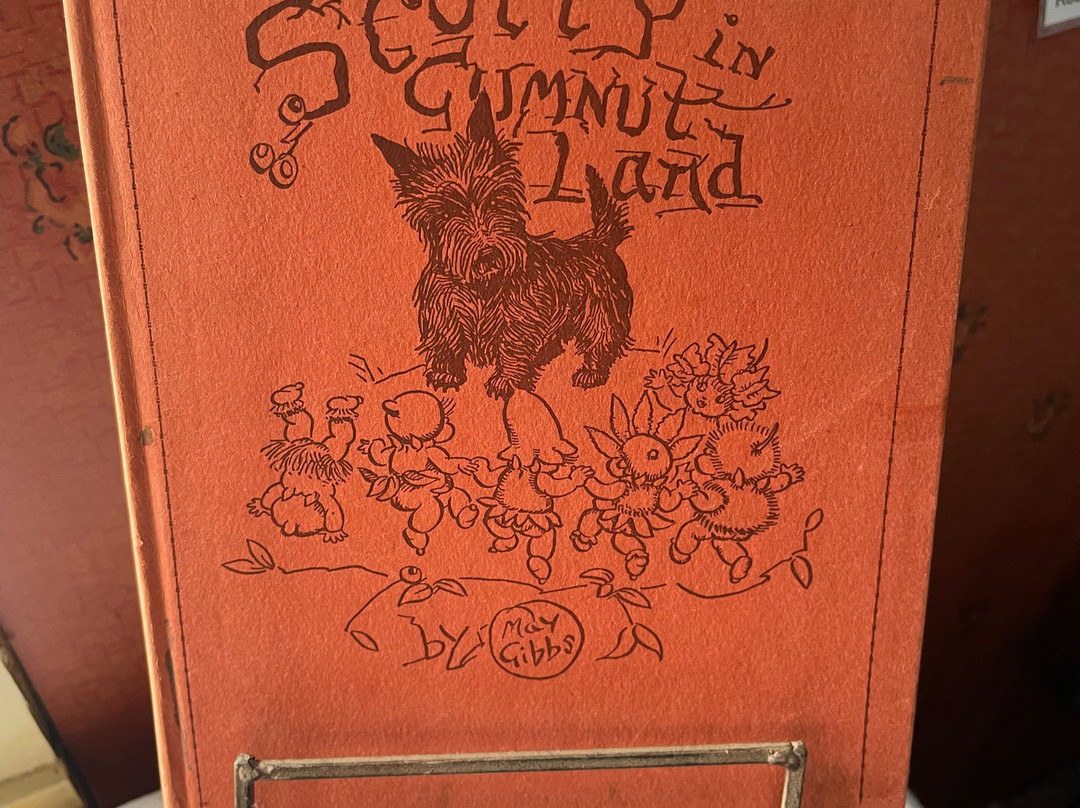 Scotty in
Gumnut
Land
by May
Gibbs